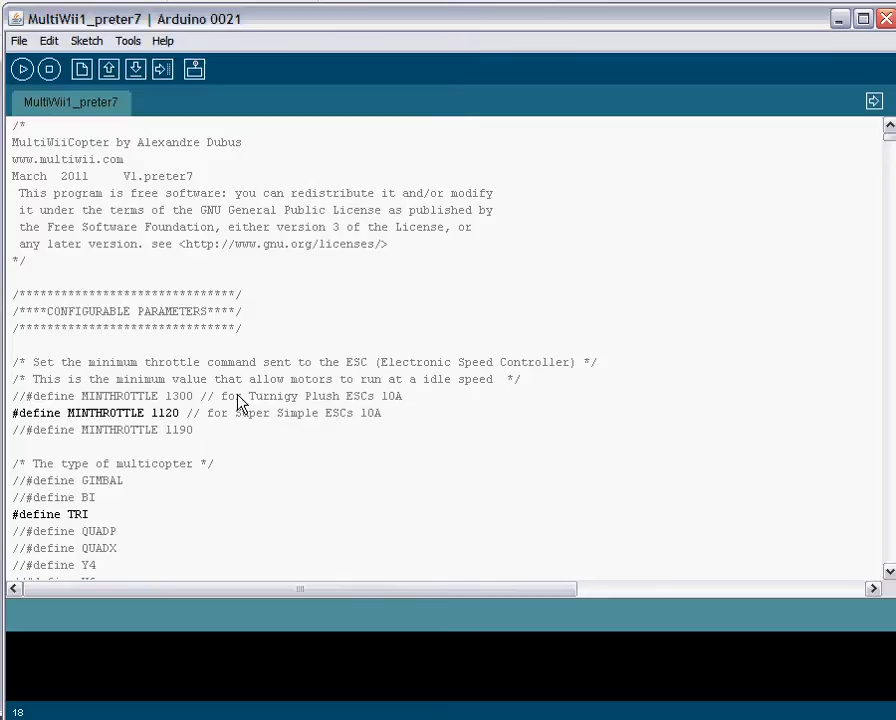 MultiWii1_preter7 | Arduino 0021
File Edit Sketch Tools Help
MultiWii1_preter7
/*
MultiWiiCopter by Alexandre Dubus
www.multiwii.com
March  2011     V1.preter7
 This program is free software: you can redistribute it and/or modify
 it under the terms of the GNU General Public License as published by
 the Free Software Foundation, either version 3 of the License, or
 any later version. see <http://www.gnu.org/licenses/>
*/
/*******************************/
/****CONFIGURABLE PARAMETERS****/
/*******************************/
/* Set the minimum throttle command sent to the ESC (Electronic Speed Controller) */
/* This is the minimum value that allow motors to run at a idle speed  */
//#define MINTHROTTLE 1300 // for Turnigy Plush ESCs 10A
#define MINTHROTTLE 1120 // for Super Simple ESCs 10A
//#define MINTHROTTLE 1190
/* The type of multicopter */
//#define GIMBAL
//#define BI
#define TRI
//#define QUADP
//#define QUADX
//#define Y4
18